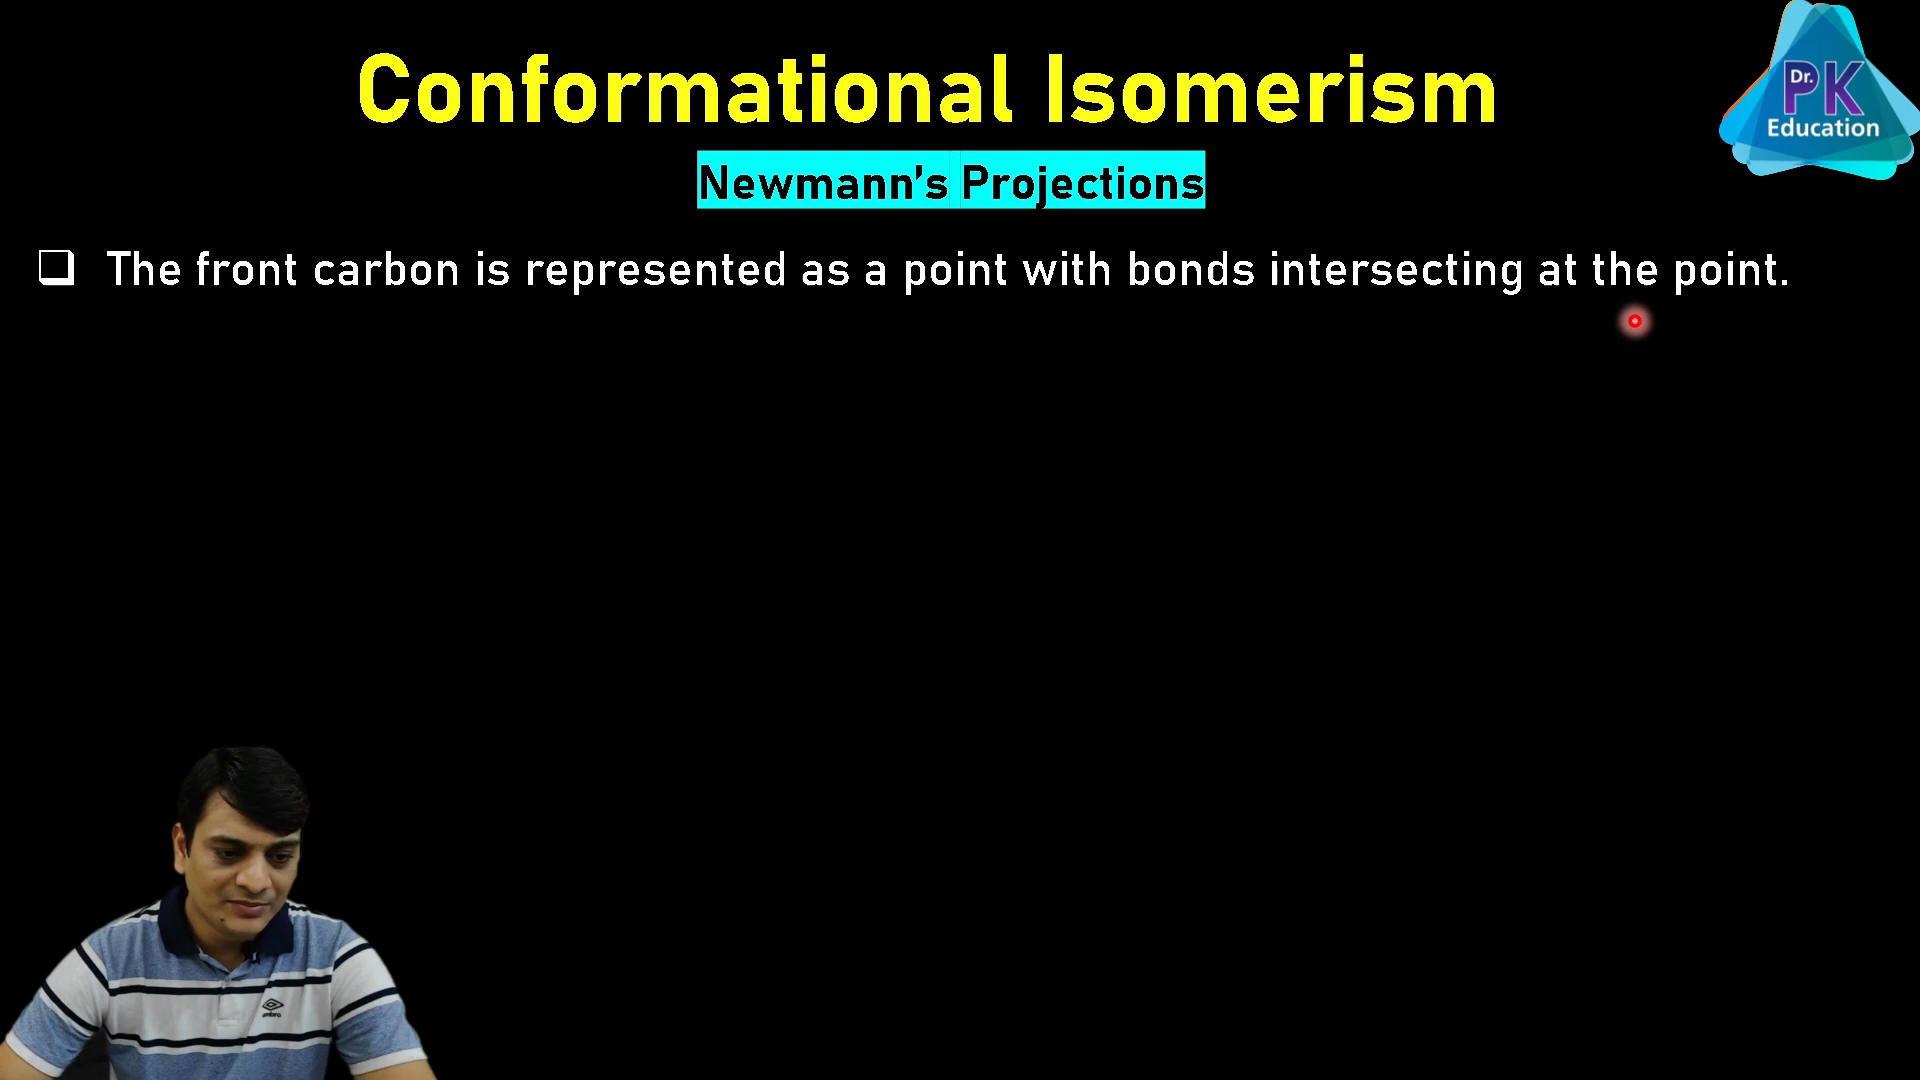 Conformational Isomerism
Dr.
PK
Education
Newmann's Projections
The front carbon is represented as a point with bonds intersecting at the point.
umbro